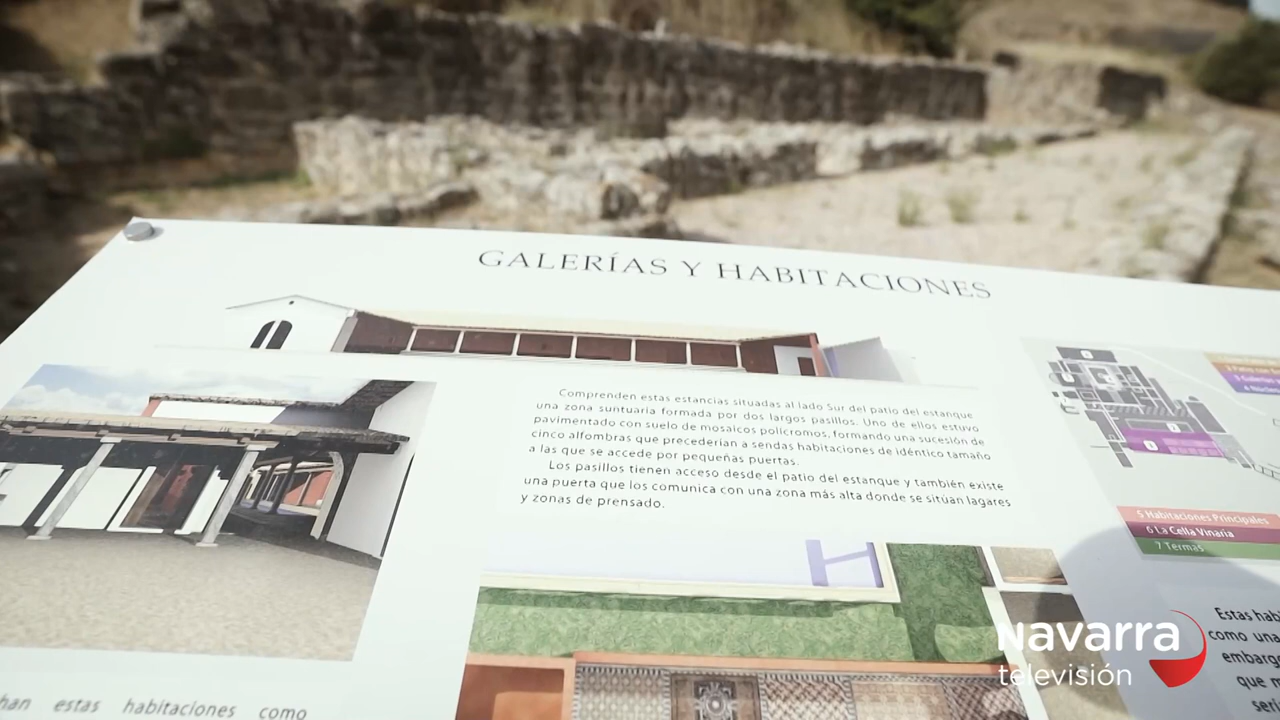 GALERÍAS Y HABITACIONES
Comprenden estas estancias situadas al lado Sur del patio del estanque
una zona suntuaria formada por dos largos pasillos. Uno de ellos estuvo
pavimentado con suelo de mosaicos polícromos, formando una sucesión de
cinco alfombras que precederían a sendas habitaciones de idéntico tamaño
a las que se accede por pequeñas puertas.
Los pasillos tienen acceso desde el patio del estanque y también existe
una puerta que los comunica con una zona más alta donde se sitúan lagares
y zonas de prensado.
5 Habitaciones Principales
6 La Cella Vinaria
7 Termas
Estas hab
como una
embarg
que m
seri
han estas habitaciones como
Navarra
televisión